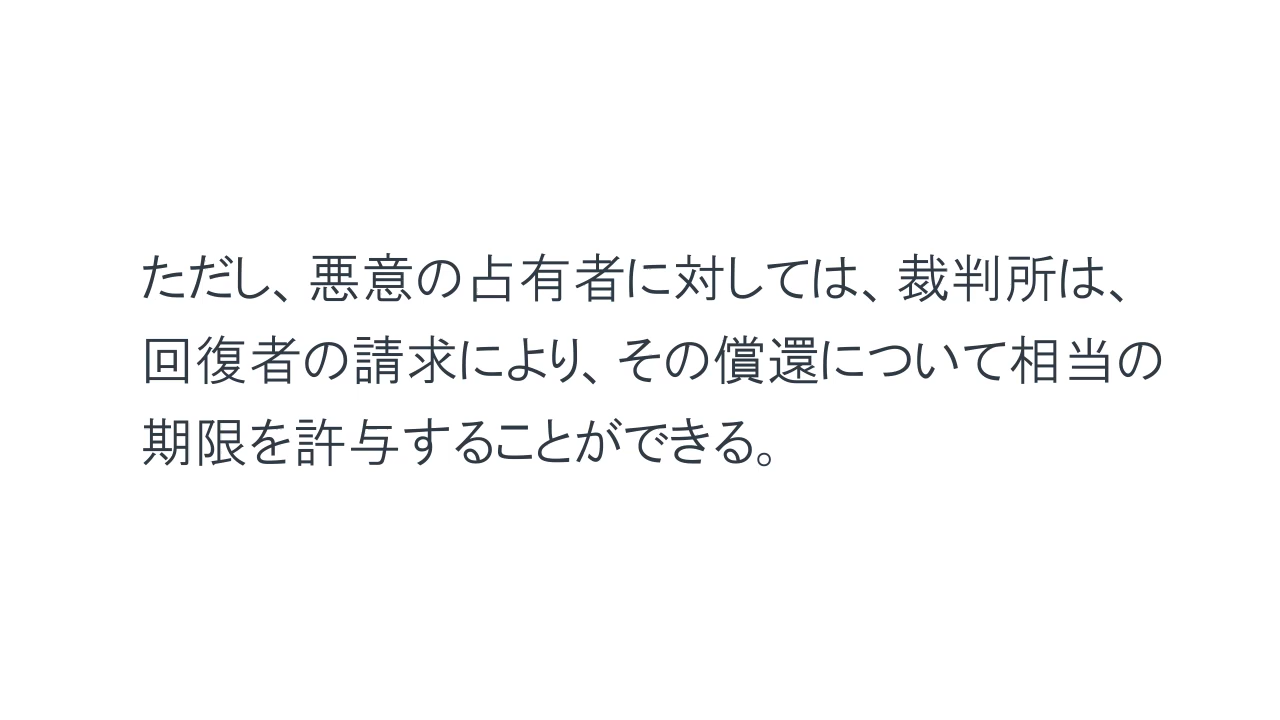 ただし、悪意の占有者に対しては、裁判所は、
回復者の請求により、その償還について相当の
期限を許与することができる。